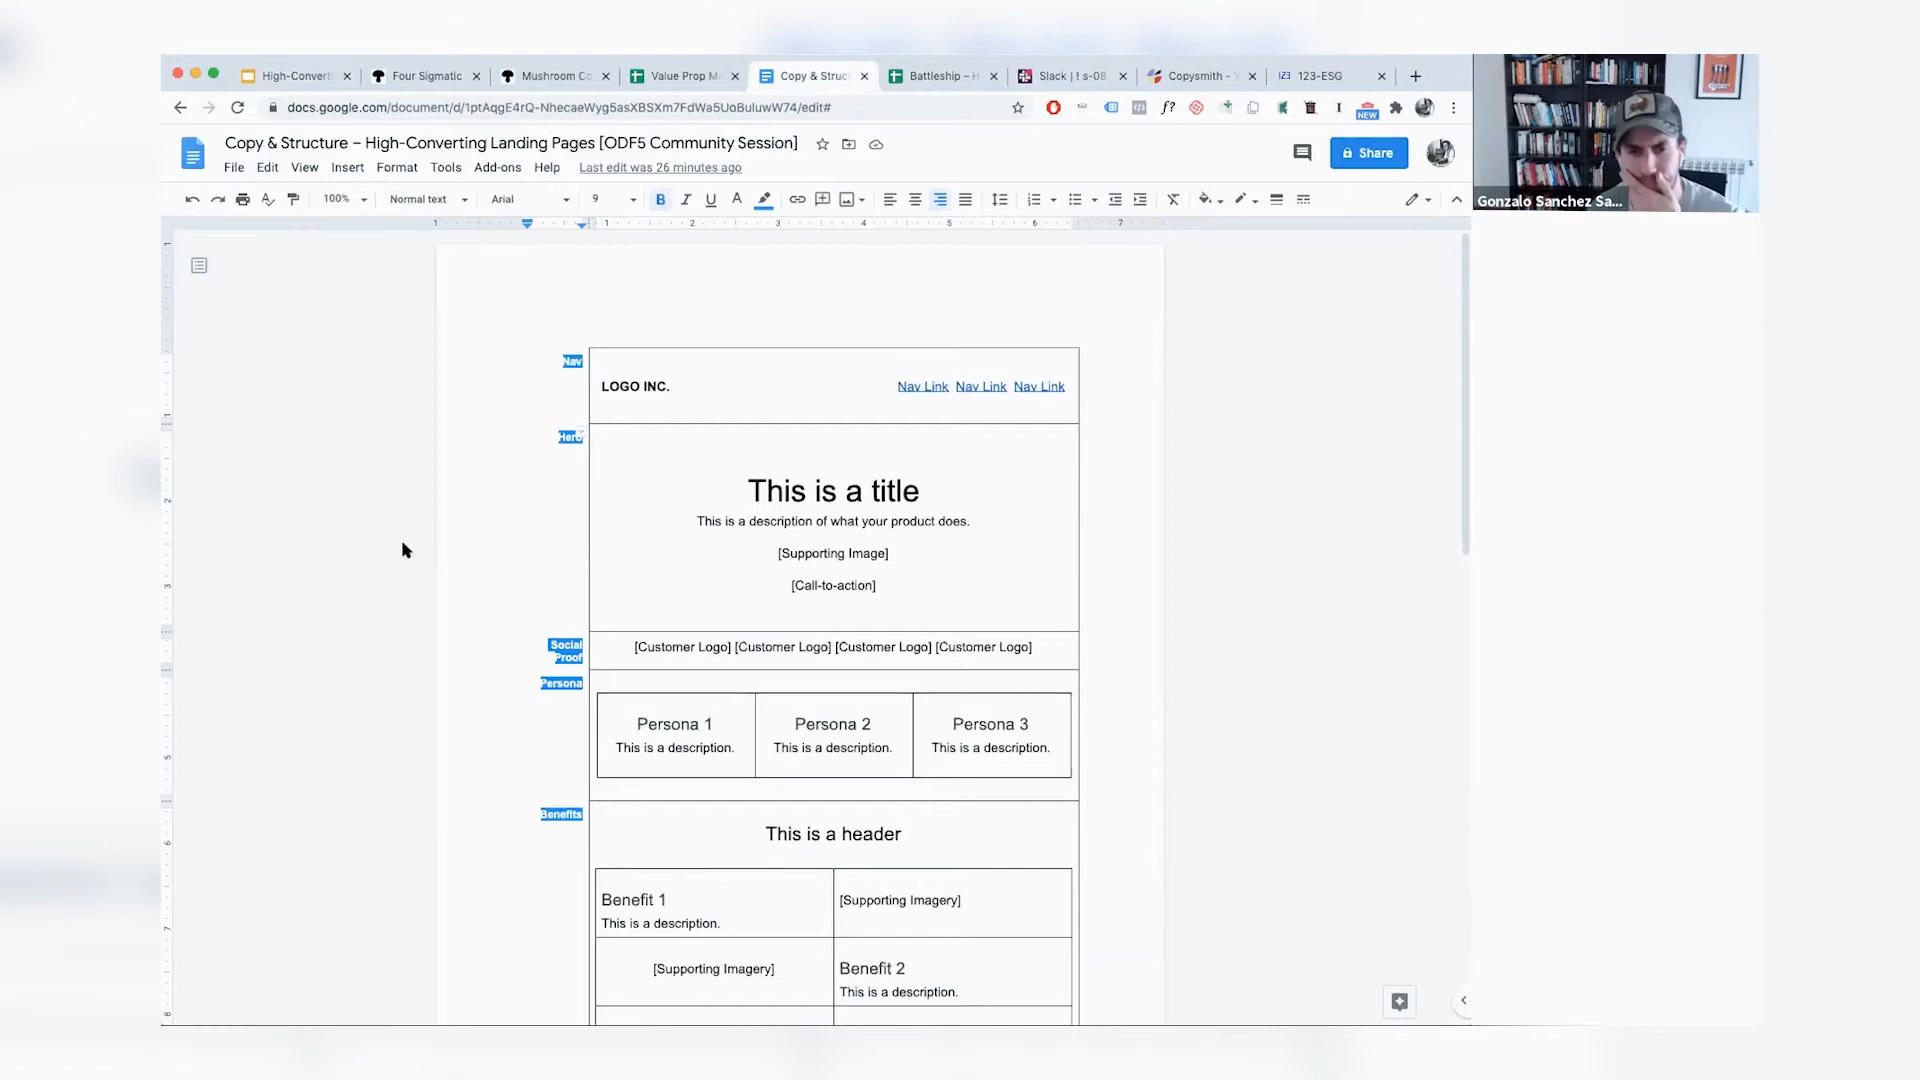 High-Convert
Four Sigmatic
Mushroom Co
Value Prop M
Copy & Struct
Battleship – H
Slack | ! s-08
Copysmith - Y
123-ESG
docs.google.com/document/d/1ptAqgE4rQ-NhecaeWyg5asXBSXm7FdWa5UoBuluwW74/edit#
NEW
Copy & Structure – High-Converting Landing Pages [ODF5 Community Session]
File Edit View Insert Format Tools Add-ons Help Last edit was 26 minutes ago
Share
100% Normal text Arial 9
Gonzalo Sanchez Sa...
Nav
LOGO INC.
Nav Link Nav Link Nav Link
Hero
This is a title
This is a description of what your product does.
[Supporting Image]
[Call-to-action]
Social
Proof
[Customer Logo] [Customer Logo] [Customer Logo] [Customer Logo]
Persona
Persona 1 Persona 2 Persona 3
This is a description. This is a description. This is a description.
Benefits
This is a header
Benefit 1
This is a description.
[Supporting Imagery]
[Supporting Imagery]
Benefit 2
This is a description.